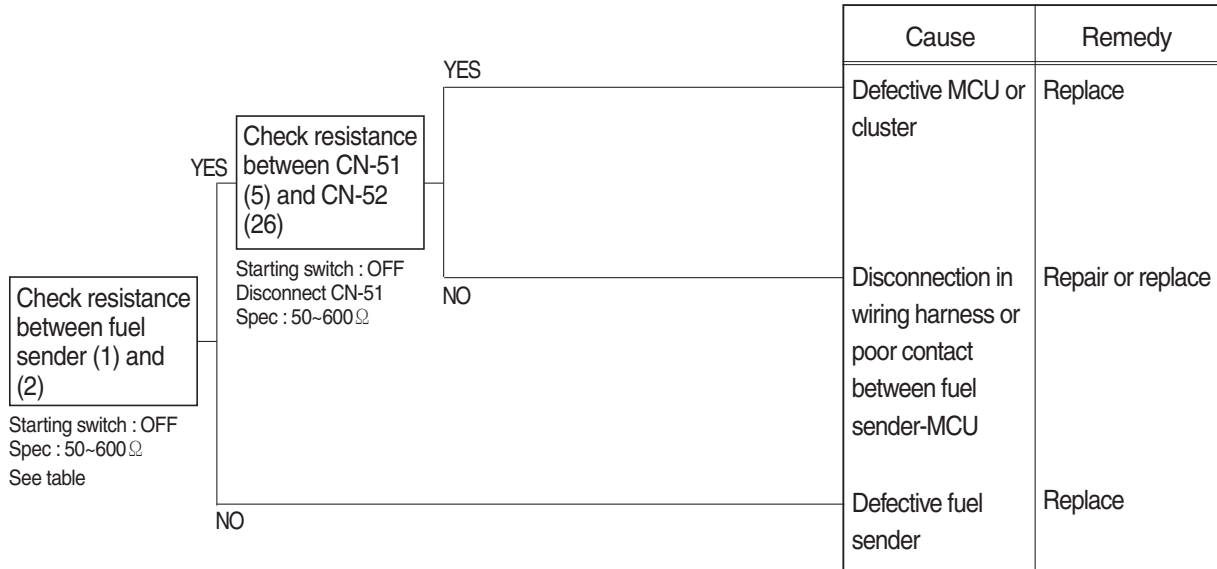 Check resistance
between fuel
sender (1) and
(2)
Starting switch : OFF
Spec : 50~600Ω
See table
YES
NO
Check resistance
between CN-51
(5) and CN-52
(26)
Starting switch : OFF
Disconnect CN-51
Spec : 50~600Ω
YES
NO
Cause Remedy
Defective MCU or Replace
cluster
Disconnection in Repair or replace
wiring harness or
poor contact
between fuel
sender-MCU
Defective fuel Replace
sender